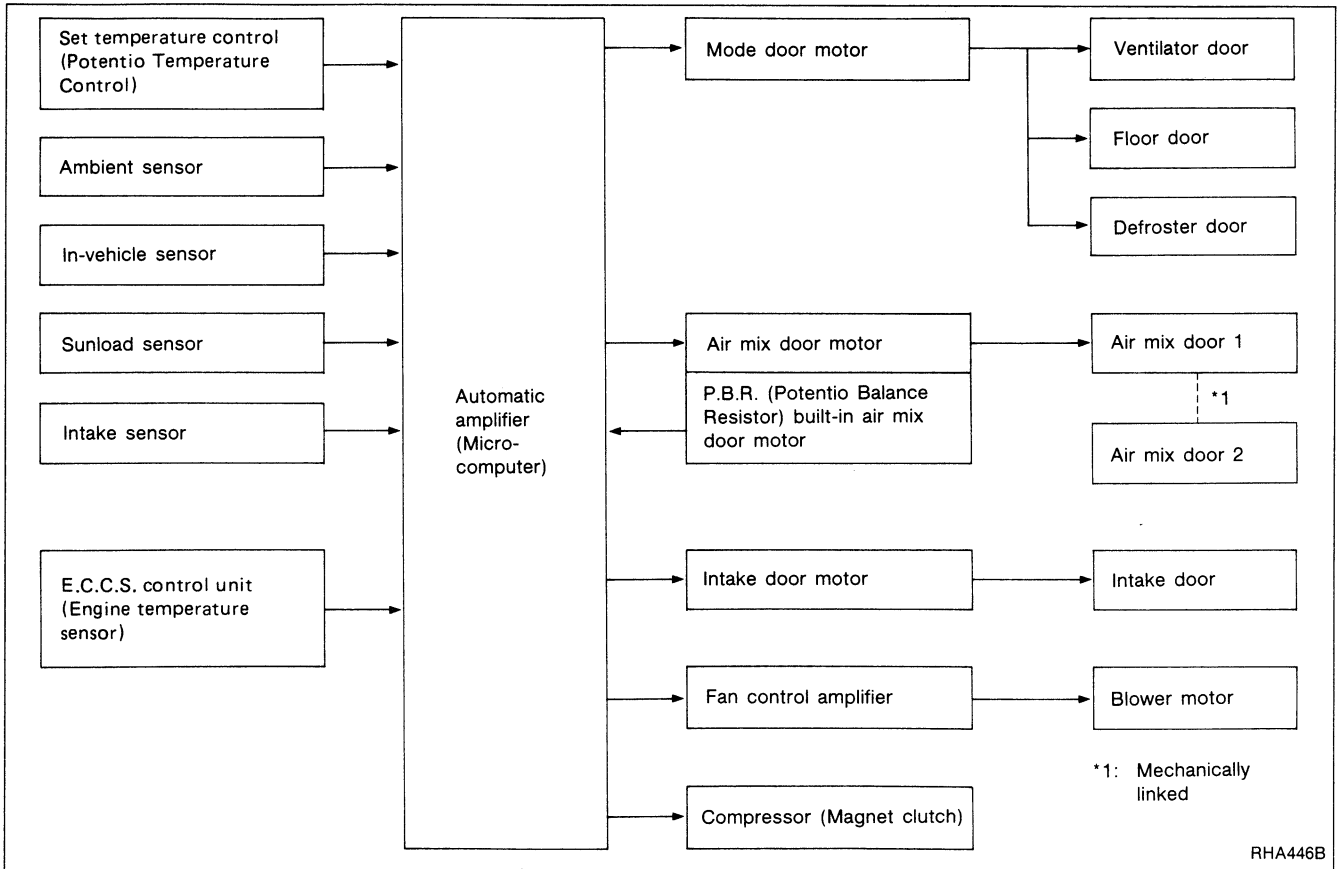 Set temperature control
(Potentio Temperature
Control)
Ambient sensor
In-vehicle sensor
Sunload sensor
Intake sensor
E.C.C.S. control unit
(Engine temperature
sensor)
Automatic
amplifier
(Micro-
computer)
Mode door motor
Air mix door motor
P.B.R. (Potentio Balance
Resistor) built-in air mix
door motor
Intake door motor
Fan control amplifier
Compressor (Magnet clutch)
Ventilator door
Floor door
Defroster door
Air mix door 1
*1
Air mix door 2
Intake door
Blower motor
*1: Mechanically
linked
RHA446B